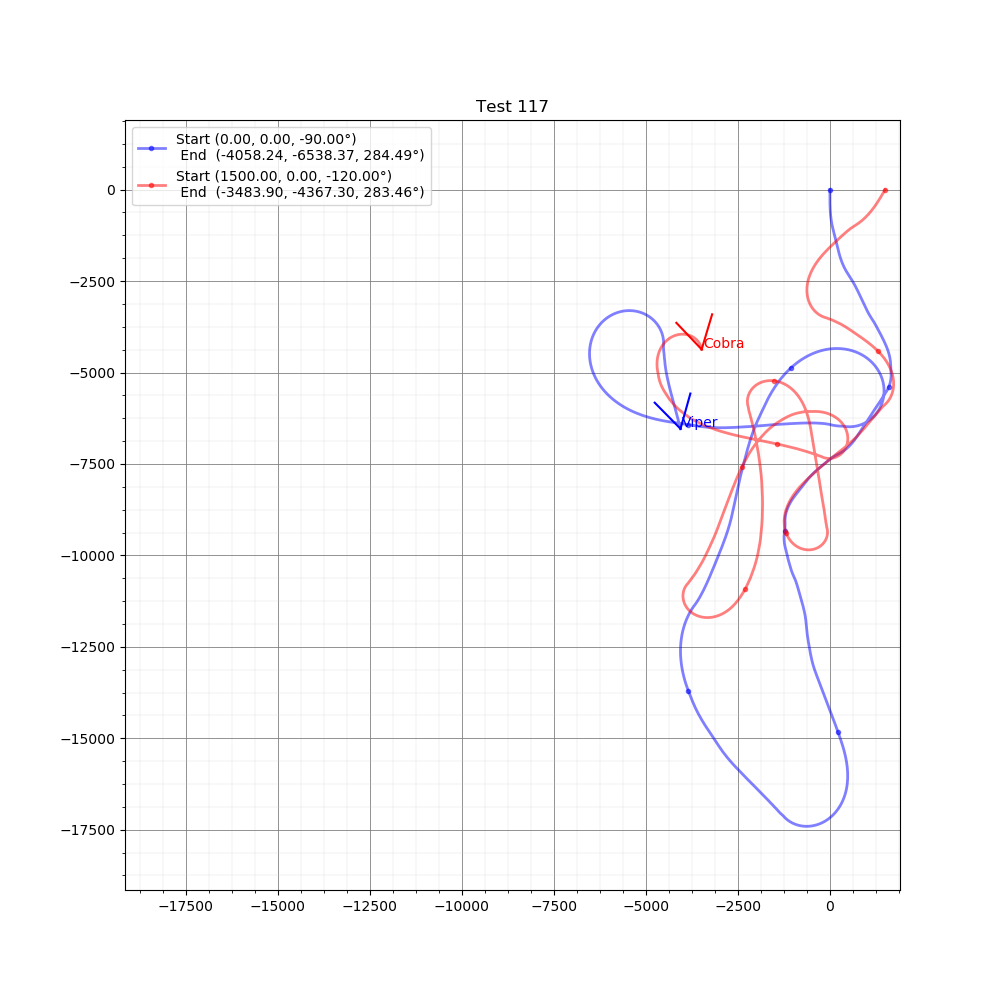 Test 117
Start (0.00, 0.00, -90.00°)
End (-4058.24, -6538.37, 284.49°)
Start (1500.00, 0.00, -120.00°)
End (-3483.90, -4367.30, 283.46°)
0
−2500
−5000
−7500
−10000
−12500
−15000
−17500
Cobra
Viper
−17500 −15000 −12500 −10000 −7500 −5000 −2500 0